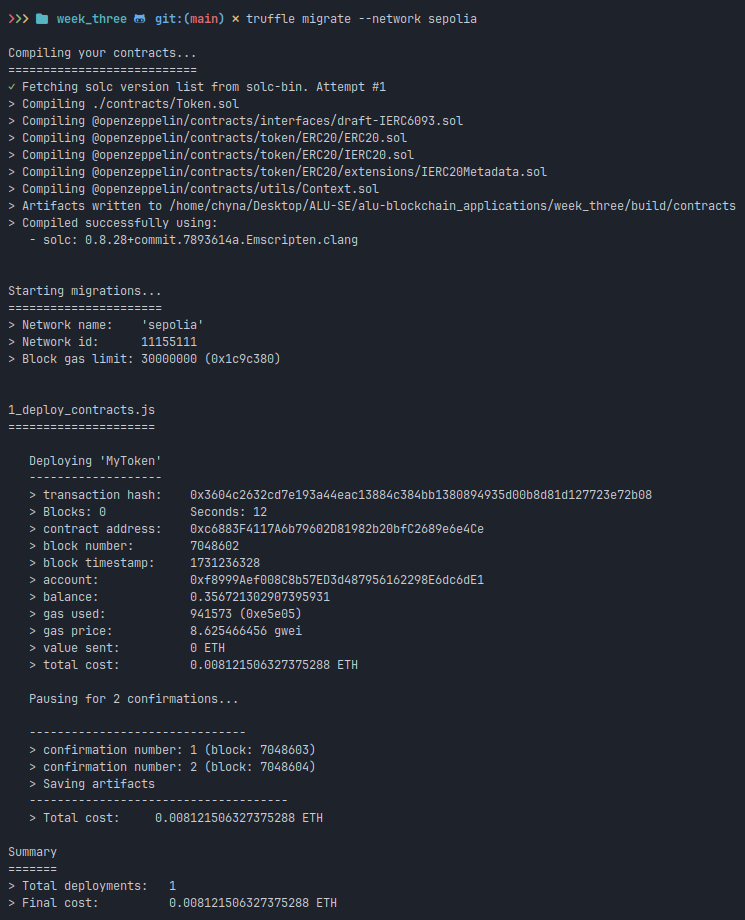 >>> week_three git:(main) × truffle migrate --network sepolia
Compiling your contracts...
===========================
✓ Fetching solc version list from solc-bin. Attempt #1
> Compiling ./contracts/Token.sol
> Compiling @openzeppelin/contracts/interfaces/draft-IERC6093.sol
> Compiling @openzeppelin/contracts/token/ERC20/ERC20.sol
> Compiling @openzeppelin/contracts/token/ERC20/IERC20.sol
> Compiling @openzeppelin/contracts/token/ERC20/extensions/IERC20Metadata.sol
> Compiling @openzeppelin/contracts/utils/Context.sol
> Artifacts written to /home/chyna/Desktop/ALU-SE/alu-blockchain_applications/week_three/build/contracts
> Compiled successfully using:
   - solc: 0.8.28+commit.7893614a.Emscripten.clang
Starting migrations...
======================
> Network name:    'sepolia'
> Network id:      11155111
> Block gas limit: 30000000 (0x1c9c380)
1_deploy_contracts.js
=====================
   Deploying 'MyToken'
   -------------------
   > transaction hash:    0x3604c2632cd7e193a44eac13884c384bb1380894935d00b8d81d127723e72b08
   > Blocks: 0            Seconds: 12
   > contract address:    0xc6883F4117A6b79602D81982b20bfC2689e6e4Ce
   > block number:        7048602
   > block timestamp:     1731236328
   > account:             0xf8999Aef008C8b57ED3d487956162298E6dc6dE1
   > balance:             0.356721302907395931
   > gas used:            941573 (0xe5e05)
   > gas price:           8.625466456 gwei
   > value sent:          0 ETH
   > total cost:          0.008121506327375288 ETH
   Pausing for 2 confirmations...
   -------------------------------
   > confirmation number: 1 (block: 7048603)
   > confirmation number: 2 (block: 7048604)
   > Saving artifacts
   -------------------------------------
   > Total cost:     0.008121506327375288 ETH
Summary
=======
> Total deployments:   1
> Final cost:          0.008121506327375288 ETH